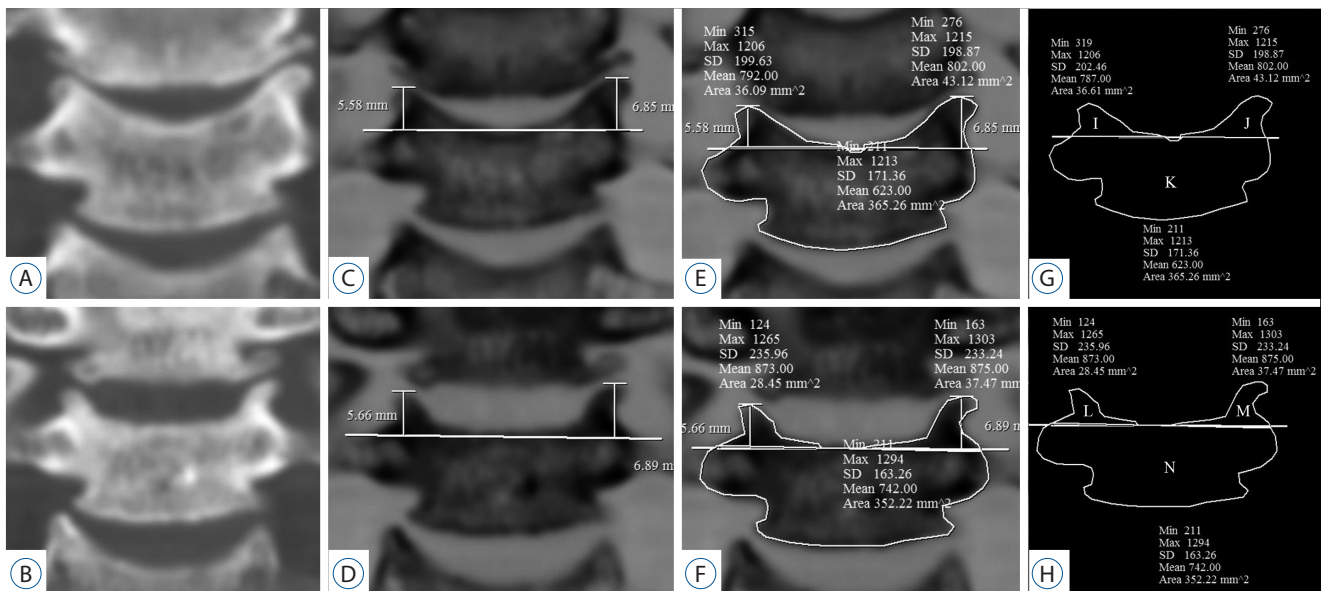 A
5.58 mm
6.85 m
C
Min 315
Max 1206
SD 199.63
Mean 792.00
Area 36.09 mm^2
Min 276
Max 1215
SD 198.87
Mean 802.00
Area 43.12 mm^2
5.58 mm
6.85 mm
Min 211
Max 1213
SD 171.36
Mean 623.00
Area 365.26 mm^2
E
Min 319
Max 1206
SD 202.46
Mean 787.00
Area 36.61 mm^2
Min 276
Max 1215
SD 198.87
Mean 802.00
Area 43.12 mm^2
I
J
K
Min 211
Max 1213
SD 171.36
Mean 623.00
Area 365.26 mm^2
G
B
5.66 mm
6.89 m
D
Min 124
Max 1265
SD 235.96
Mean 873.00
Area 28.45 mm^2
Min 163
Max 1303
SD 233.24
Mean 875.00
Area 37.47 mm
5.66 mm
6.89 m
Min 211
Max 1294
SD 163.26
Mean 742.00
Area 352.22 mm^2
F
Min 124
Max 1265
SD 235.96
Mean 873.00
Area 28.45 mm^2
Min 163
Max 1303
SD 233.24
Mean 875.00
Area 37.47 mm^2
L
M
N
Min 211
Max 1294
SD 163.26
Mean 742.00
Area 352.22 mm^2
H